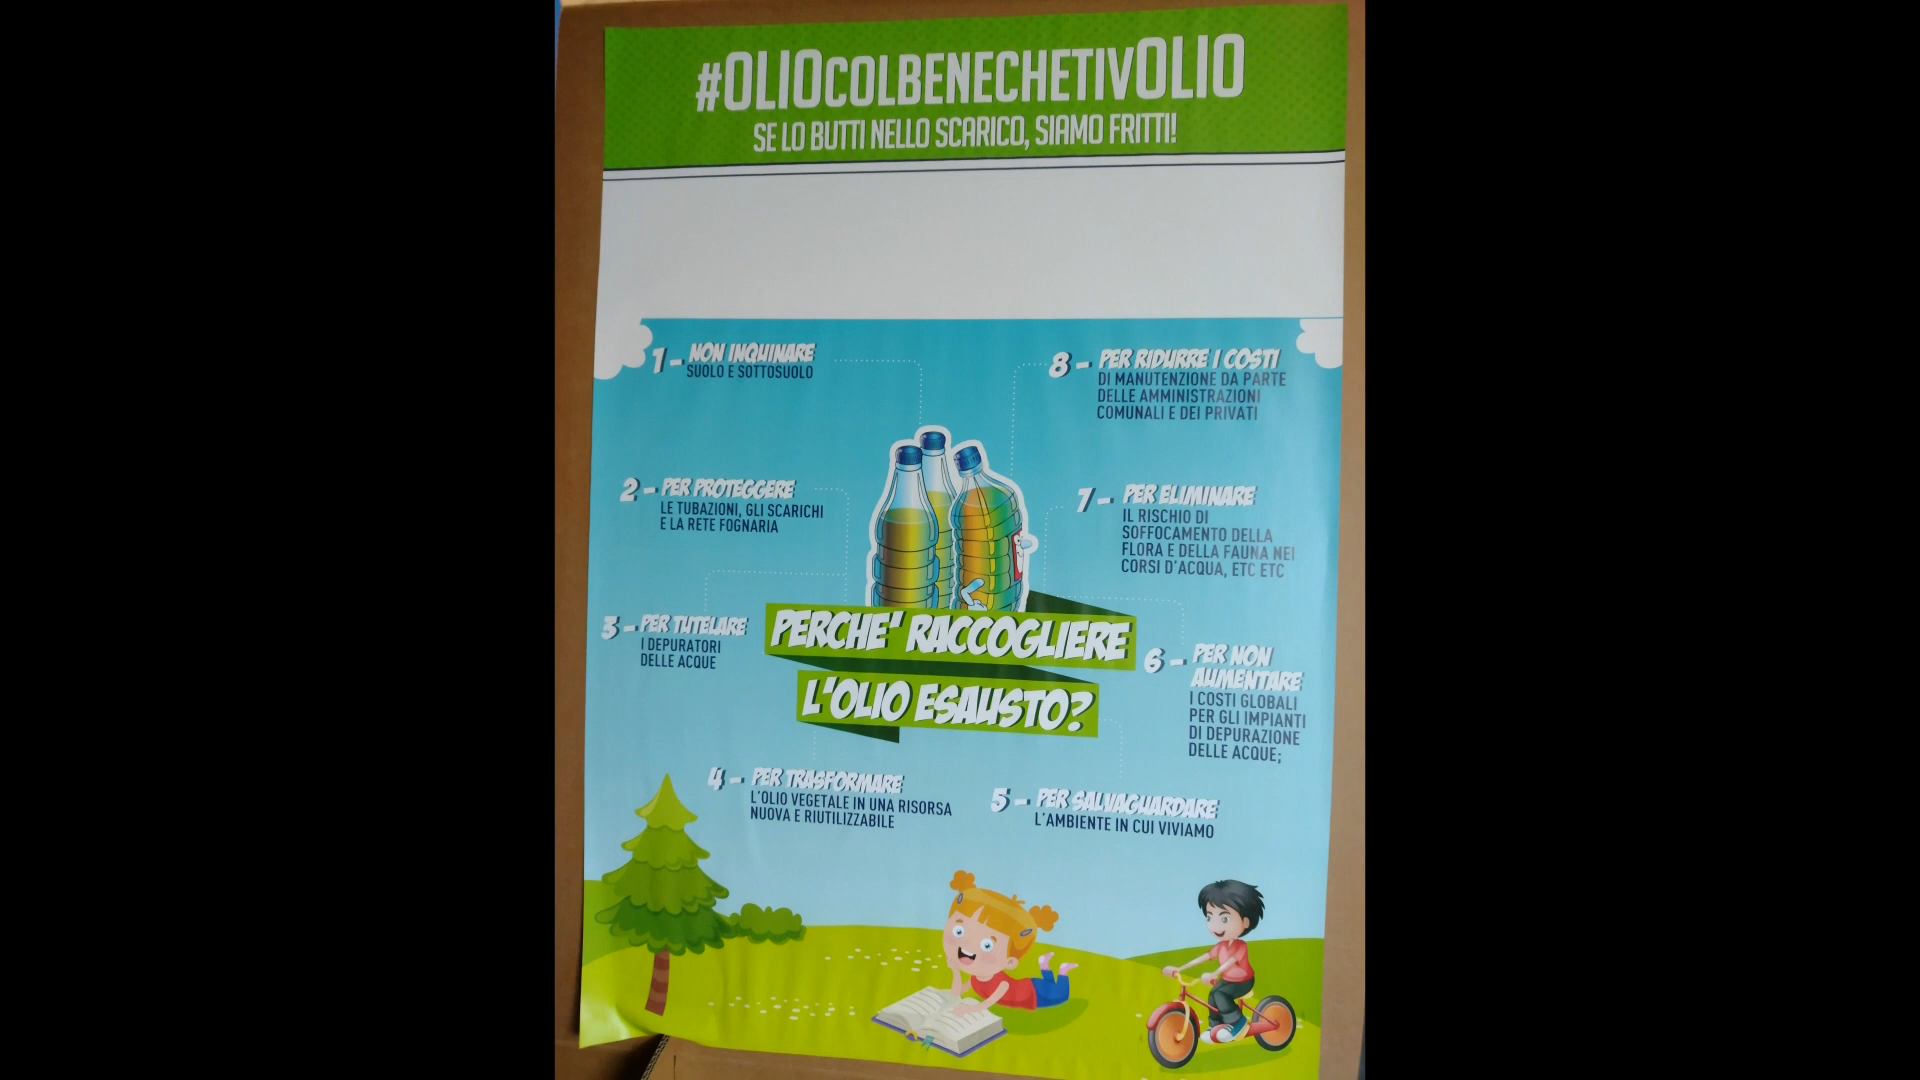 #OLIOCOLBENECHETIVOLIO
SE LO BUTTI NELLO SCARICO, SIAMO FRITTI!
1 - NON INQUINARE
SUOLO E SOTTOSUOLO
2 - PER PROTEGGERE
LE TUBAZIONI, GLI SCARICHI
E LA RETE FOGNARIA
3 - PER TUTELARE
I DEPURATORI
DELLE ACQUE
PERCHE' RACCOGLIERE
L'OLIO ESAUSTO?
4 - PER TRASFORMARE
L'OLIO VEGETALE IN UNA RISORSA
NUOVA E RIUTILIZZABILE
5 - PER SALVAGUARDARE
L'AMBIENTE IN CUI VIVIAMO
6 - PER NON
AUMENTARE
I COSTI GLOBALI
PER GLI IMPIANTI
DI DEPURAZIONE
DELLE ACQUE;
7 - PER ELIMINARE
IL RISCHIO DI
SOFFOCAMENTO DELLA
FLORA E DELLA FAUNA NEI
CORSI D'ACQUA, ETC ETC
8 - PER RIDURRE I COSTI
DI MANUTENZIONE DA PARTE
DELLE AMMINISTRAZIONI
COMUNALI E DEI PRIVATI